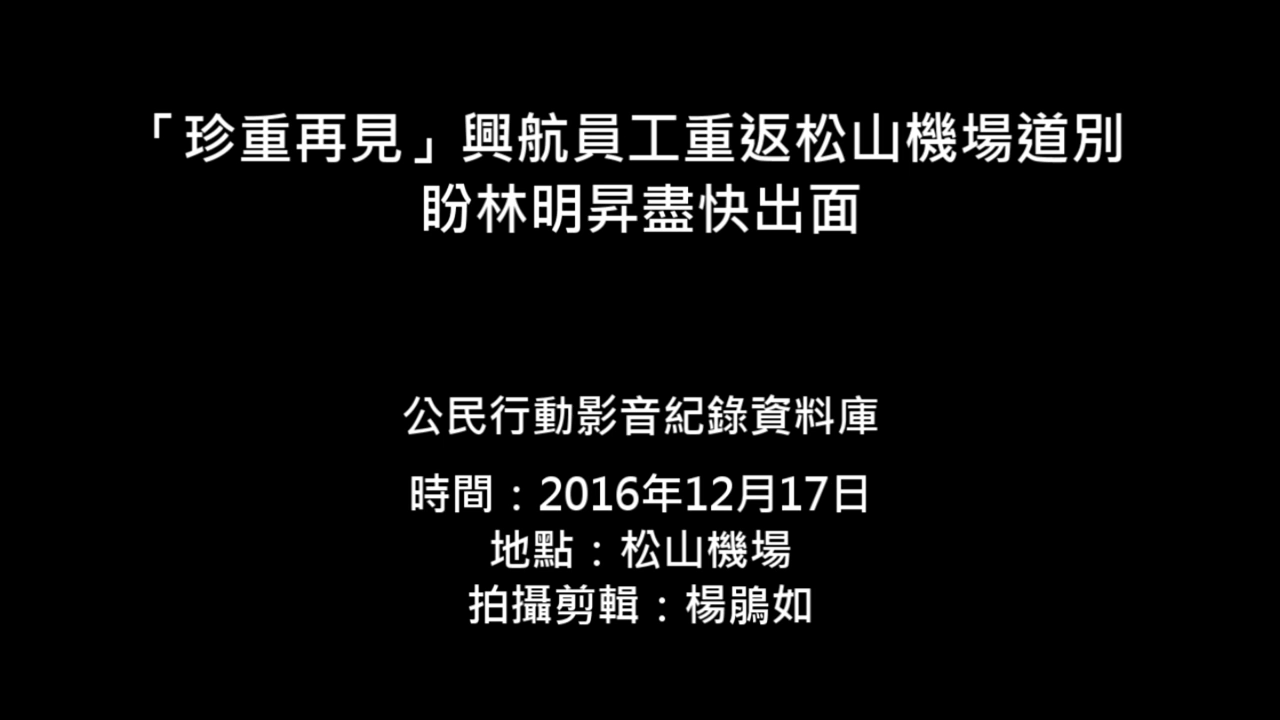 「珍重再見」興航員工重返松山機場道別
盼林明昇盡快出面
公民行動影音紀錄資料庫
時間：2016年12月17日
地點：松山機場
拍攝剪輯：楊鵑如